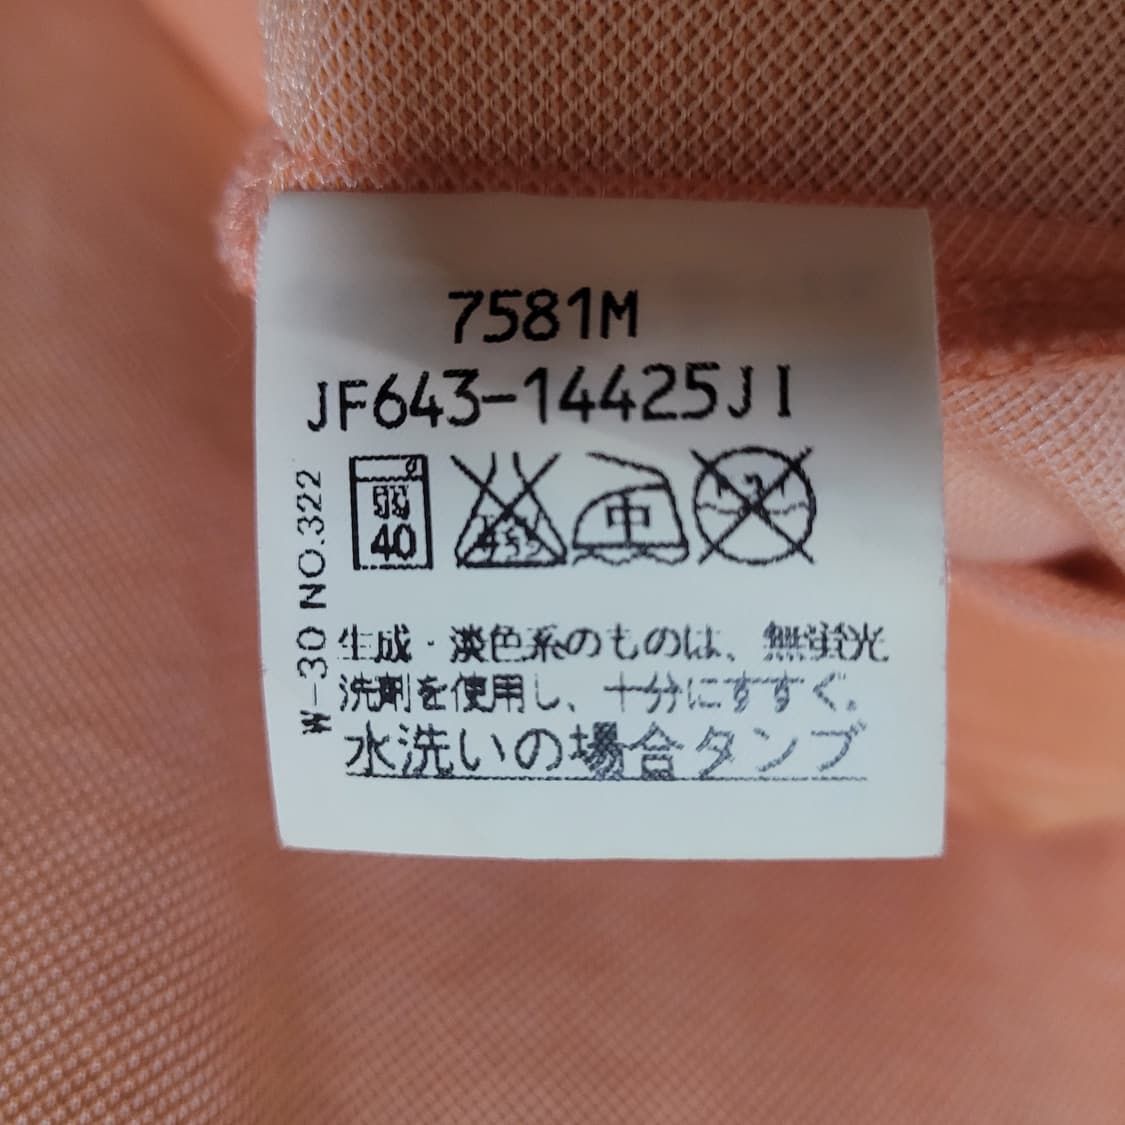 7581M
JF643-14425JI
40
中
W-30 NO.322
生成・淡色系のものは、無蛍光
洗剤を使用し、十分にすすぐ。
水洗いの場合タンブ